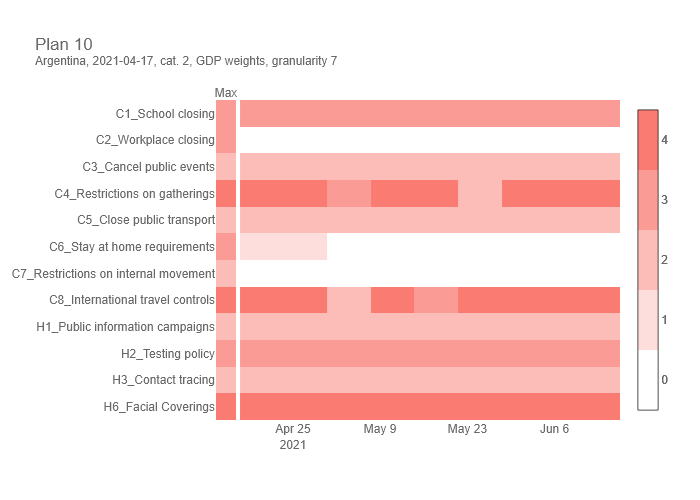 Plan 10
Argentina, 2021-04-17, cat. 2, GDP weights, granularity 7
Max
C1_School closing
C2_Workplace closing
C3_Cancel public events
C4_Restrictions on gatherings
C5_Close public transport
C6_Stay at home requirements
C7_Restrictions on internal movement
C8_International travel controls
H1_Public information campaigns
H2_Testing policy
H3_Contact tracing
H6_Facial Coverings
Apr 25
2021
May 9
May 23
Jun 6
4
3
2
1
0